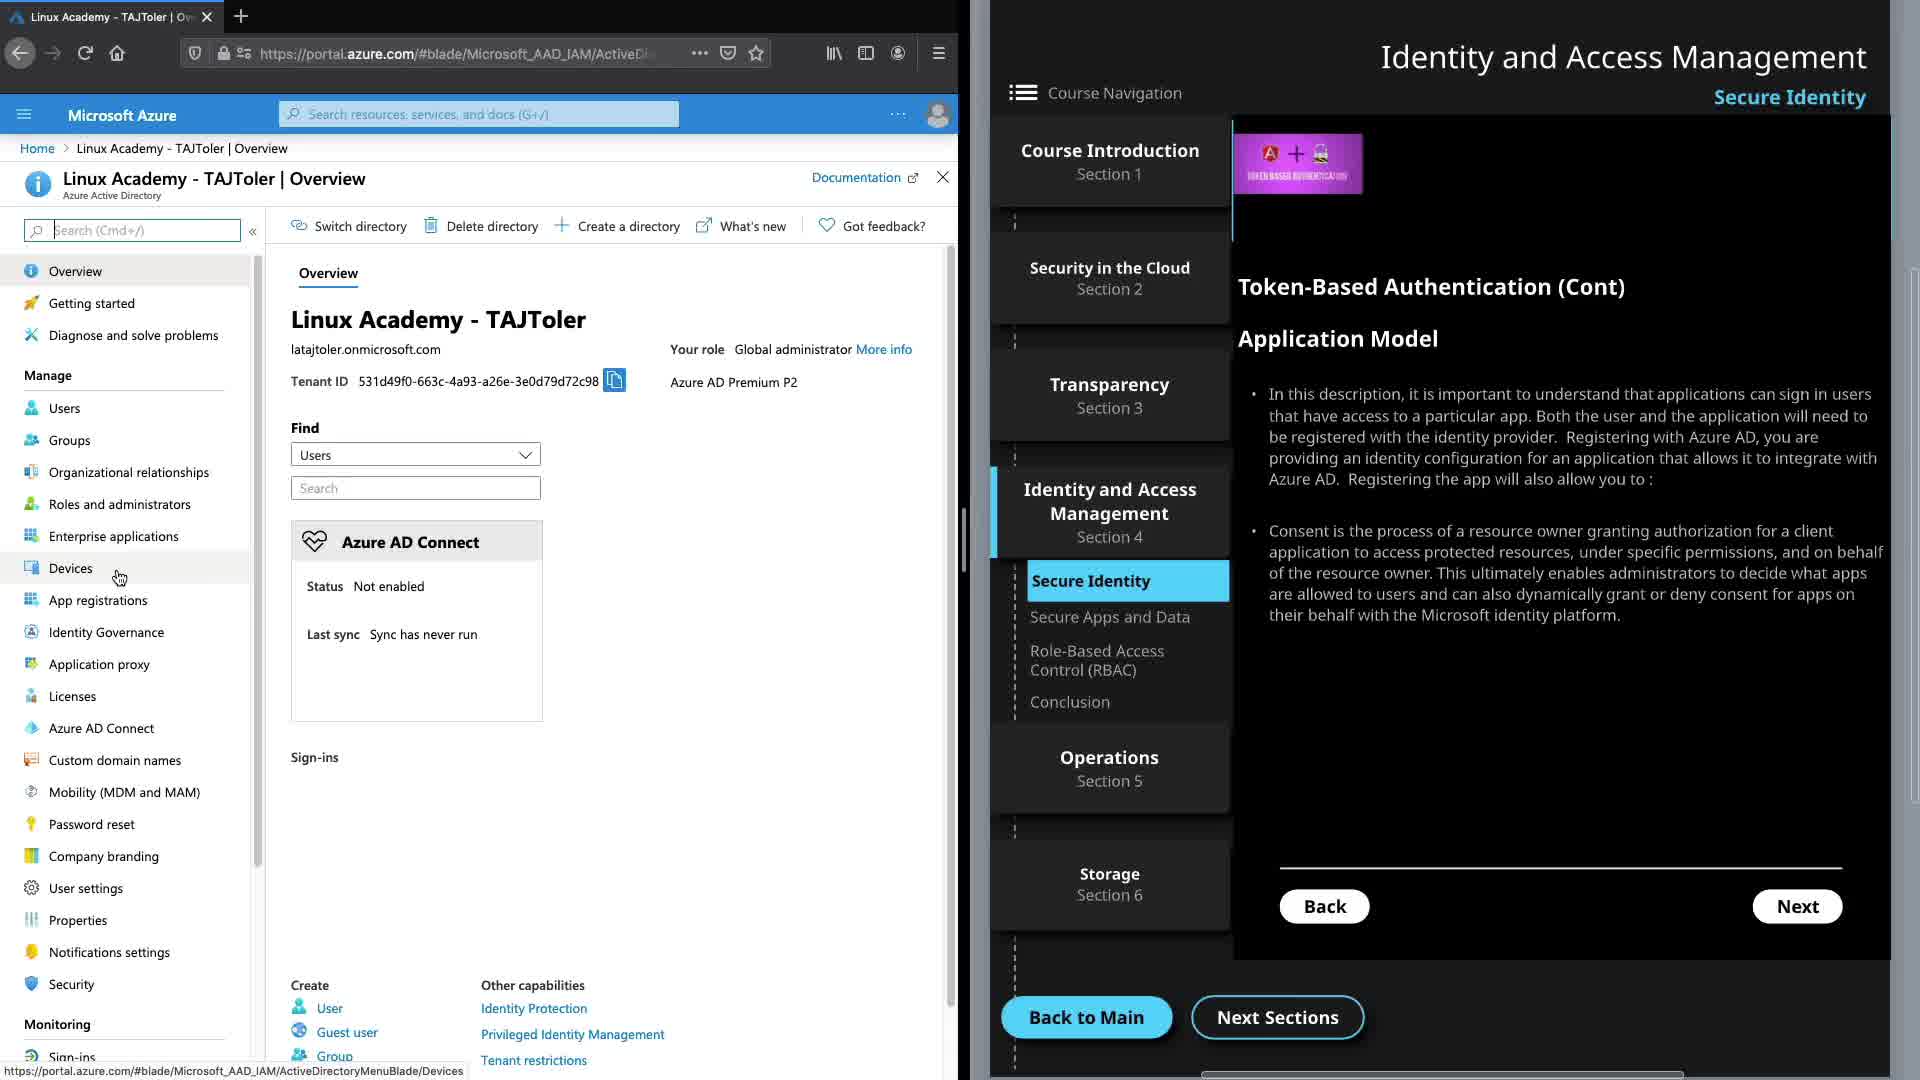 Linux Academy - TAJToler | Ov
https://portal.azure.com/#blade/Microsoft_AAD_IAM/ActiveDi
Microsoft Azure
Search resources, services, and docs (G+/)
Home > Linux Academy - TAJToler | Overview
Linux Academy - TAJToler | Overview
Azure Active Directory
Documentation
Search (Cmd+/)
«
Switch directory
Delete directory
Create a directory
What's new
Got feedback?
Overview
Getting started
Diagnose and solve problems
Manage
Users
Groups
Organizational relationships
Roles and administrators
Enterprise applications
Devices
App registrations
Identity Governance
Application proxy
Licenses
Azure AD Connect
Custom domain names
Mobility (MDM and MAM)
Password reset
Company branding
User settings
Properties
Notifications settings
Security
Monitoring
Sign-ins
https://portal.azure.com/#blade/Microsoft_AAD_IAM/ActiveDirectoryMenuBlade/Devices
Overview
Linux Academy - TAJToler
latajtoler.onmicrosoft.com
Your role Global administrator More info
Tenant ID 531d49f0-663c-4a93-a26e-3e0d79d72c98
Azure AD Premium P2
Find
Users
Search
Azure AD Connect
Status Not enabled
Last sync Sync has never run
Sign-ins
Create
User
Guest user
Group
Other capabilities
Identity Protection
Privileged Identity Management
Tenant restrictions
Identity and Access Management
Secure Identity
Course Navigation
Course Introduction
Section 1
Security in the Cloud
Section 2
Transparency
Section 3
Identity and Access
Management
Section 4
Secure Identity
Secure Apps and Data
Role-Based Access
Control (RBAC)
Conclusion
Operations
Section 5
Storage
Section 6
Back to Main
Next Sections
TOKEN BASED AUTHENTICATION
Token-Based Authentication (Cont)
Application Model
• In this description, it is important to understand that applications can sign in users
that have access to a particular app. Both the user and the application will need to
be registered with the identity provider. Registering with Azure AD, you are
providing an identity configuration for an application that allows it to integrate with
Azure AD. Registering the app will also allow you to :
• Consent is the process of a resource owner granting authorization for a client
application to access protected resources, under specific permissions, and on behalf
of the resource owner. This ultimately enables administrators to decide what apps
are allowed to users and can also dynamically grant or deny consent for apps on
their behalf with the Microsoft identity platform.
Back
Next